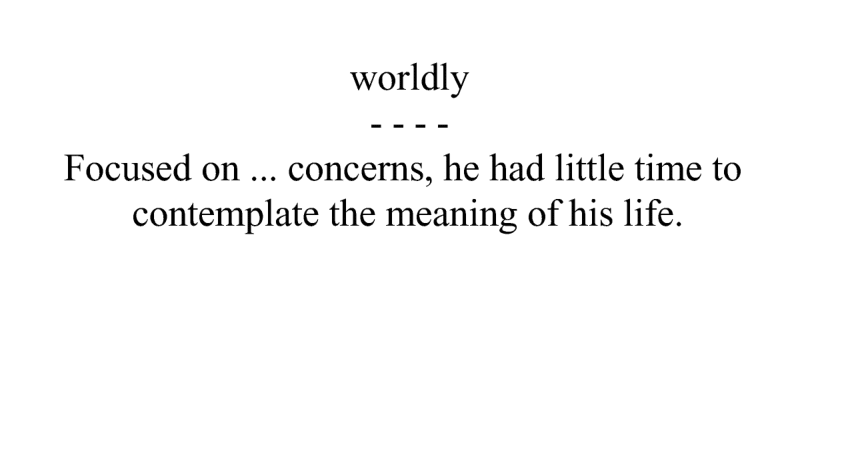 worldly
- - - -
Focused on ... concerns, he had little time to
contemplate the meaning of his life.